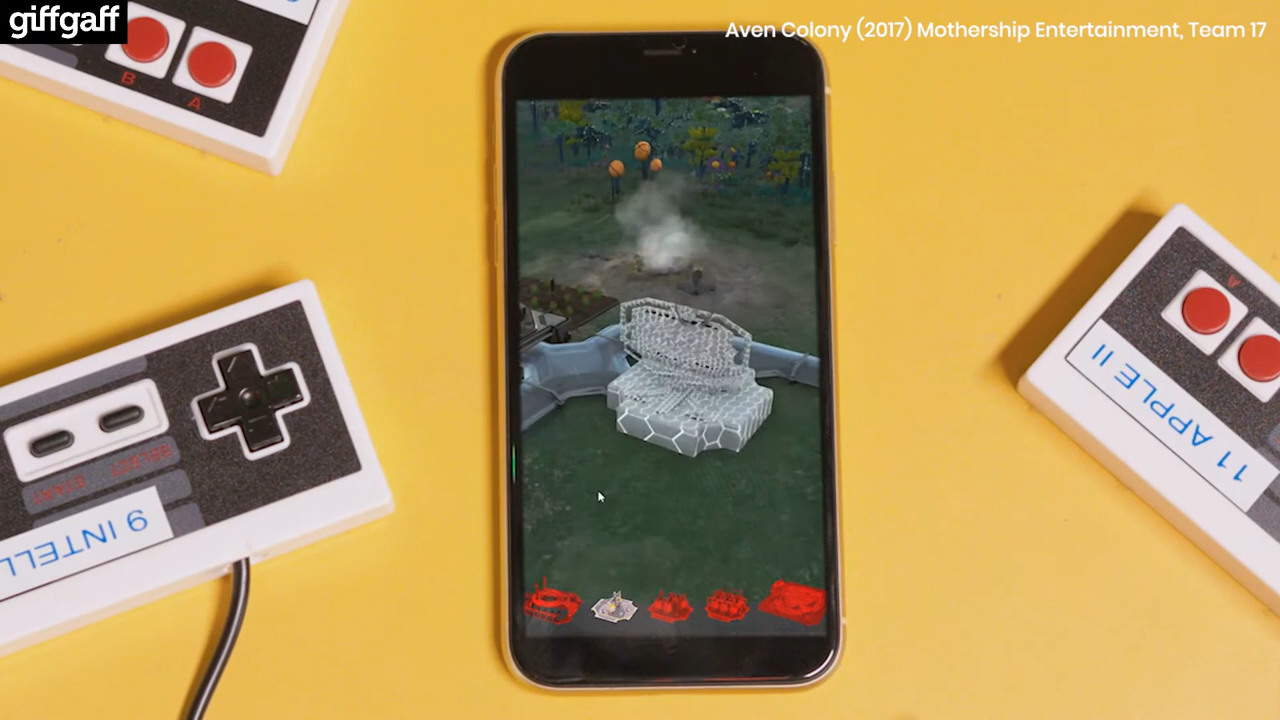 giffgaff
Aven Colony (2017) Mothership Entertainment, Team 17
B
A
11 APPLE II
SELECT
START
9 INTELL